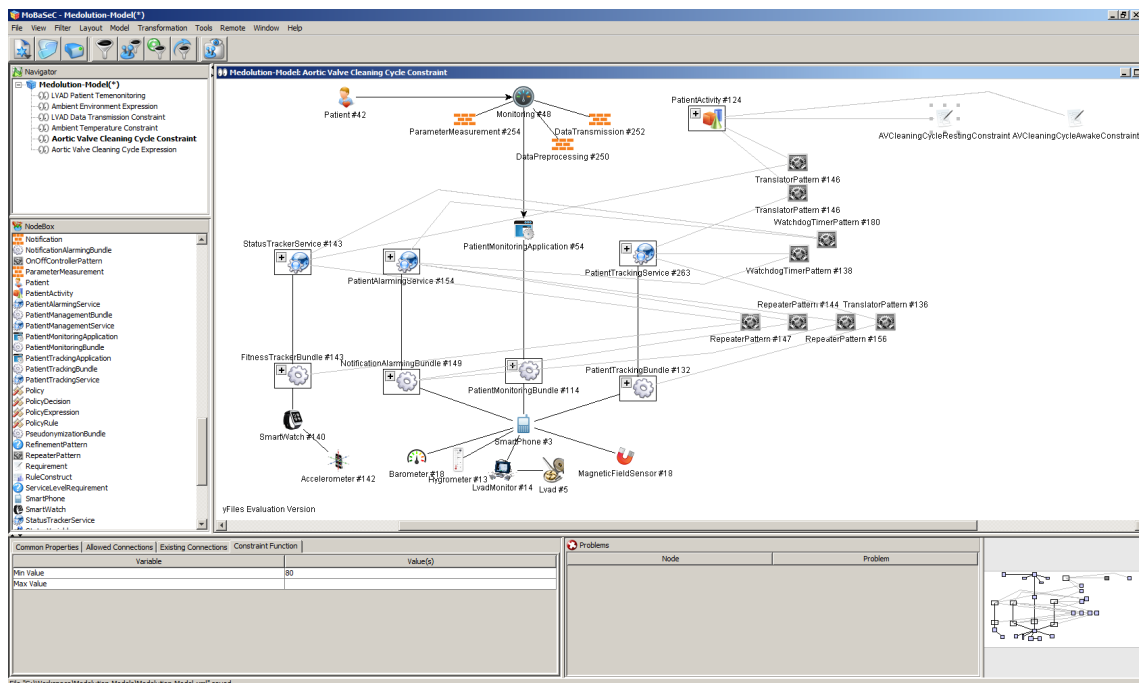 MoBaSeC - Medolution-Model(*)
File View Filter Layout Model Transformation Tools Remote Window Help
Navigator
Medolution-Model(*)
LVAD Patient Temenonitoring
Ambient Environment Expression
LVAD Data Transmission Constraint
Ambient Temperature Constraint
Aortic Valve Cleaning Cycle Constraint
Aortic Valve Cleaning Cycle Expression
NodeBox
Notification
NotificationAlarmingBundle
OnOffControllerPattern
ParameterMeasurement
Patient
PatientActivity
PatientAlarmingService
PatientManagementBundle
PatientManagementService
PatientMonitoringApplication
PatientMonitoringBundle
PatientTrackingApplication
PatientTrackingBundle
PatientTrackingService
Policy
PolicyDecision
PolicyExpression
PolicyRule
PseudonymizationBundle
RefinementPattern
RepeaterPattern
Requirement
RuleConstruct
ServiceLevelRequirement
SmartPhone
SmartWatch
StatusTrackerService
Medolution-Model: Aortic Valve Cleaning Cycle Constraint
Patient #42
Monitoring #48
PatientActivity #124
ParameterMeasurement #254
DataTransmission #252
DataPreprocessing #250
AVCleaningCycleRestingConstraint
AVCleaningCycleAwakeConstraint
TranslatorPattern #146
TranslatorPattern #146
WatchdogTimerPattern #180
StatusTrackerService #143
PatientMonitoringApplication #54
PatientAlarmingService #154
PatientTrackingService #263
WatchdogTimerPattern #138
RepeaterPattern #144
TranslatorPattern #136
RepeaterPattern #147
RepeaterPattern #156
FitnessTrackerBundle #143
NotificationAlarmingBundle #149
PatientMonitoringBundle #114
PatientTrackingBundle #132
SmartWatch #140
SmartPhone #3
Accelerometer #142
Barometer #18
Hygrometer #13
LvadMonitor #14
Lvad #5
MagneticFieldSensor #18
yFiles Evaluation Version
Common Properties
Allowed Connections
Existing Connections
Constraint Function
Variable
Value(s)
Min Value
80
Max Value
Problems
Node
Problem